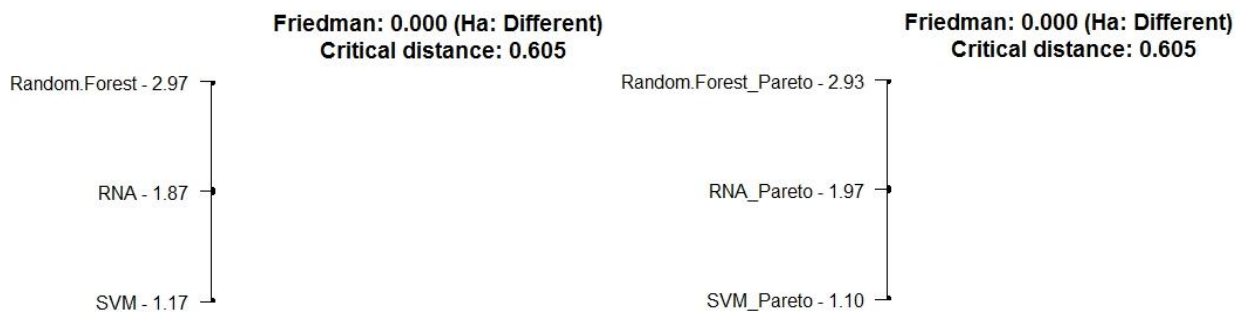 Friedman: 0.000 (Ha: Different)
Critical distance: 0.605
Random.Forest - 2.97
RNA - 1.87
SVM - 1.17
Friedman: 0.000 (Ha: Different)
Critical distance: 0.605
Random.Forest_Pareto - 2.93
RNA_Pareto - 1.97
SVM_Pareto - 1.10